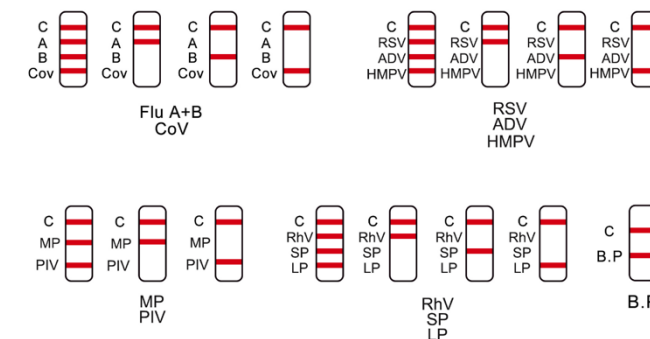 C C C C
A A A A
B B B B
Cov Cov Cov Cov
Flu A+B
CoV
C C C C
RSV RSV RSV RSV
ADV ADV ADV ADV
HMPV HMPV HMPV HMPV
RSV
ADV
HMPV
C C C
MP MP MP
PIV PIV PIV
MP
PIV
C C C C
RhV RhV RhV RhV
SP SP SP SP
LP LP LP LP
RhV
SP
LP
C
B.P